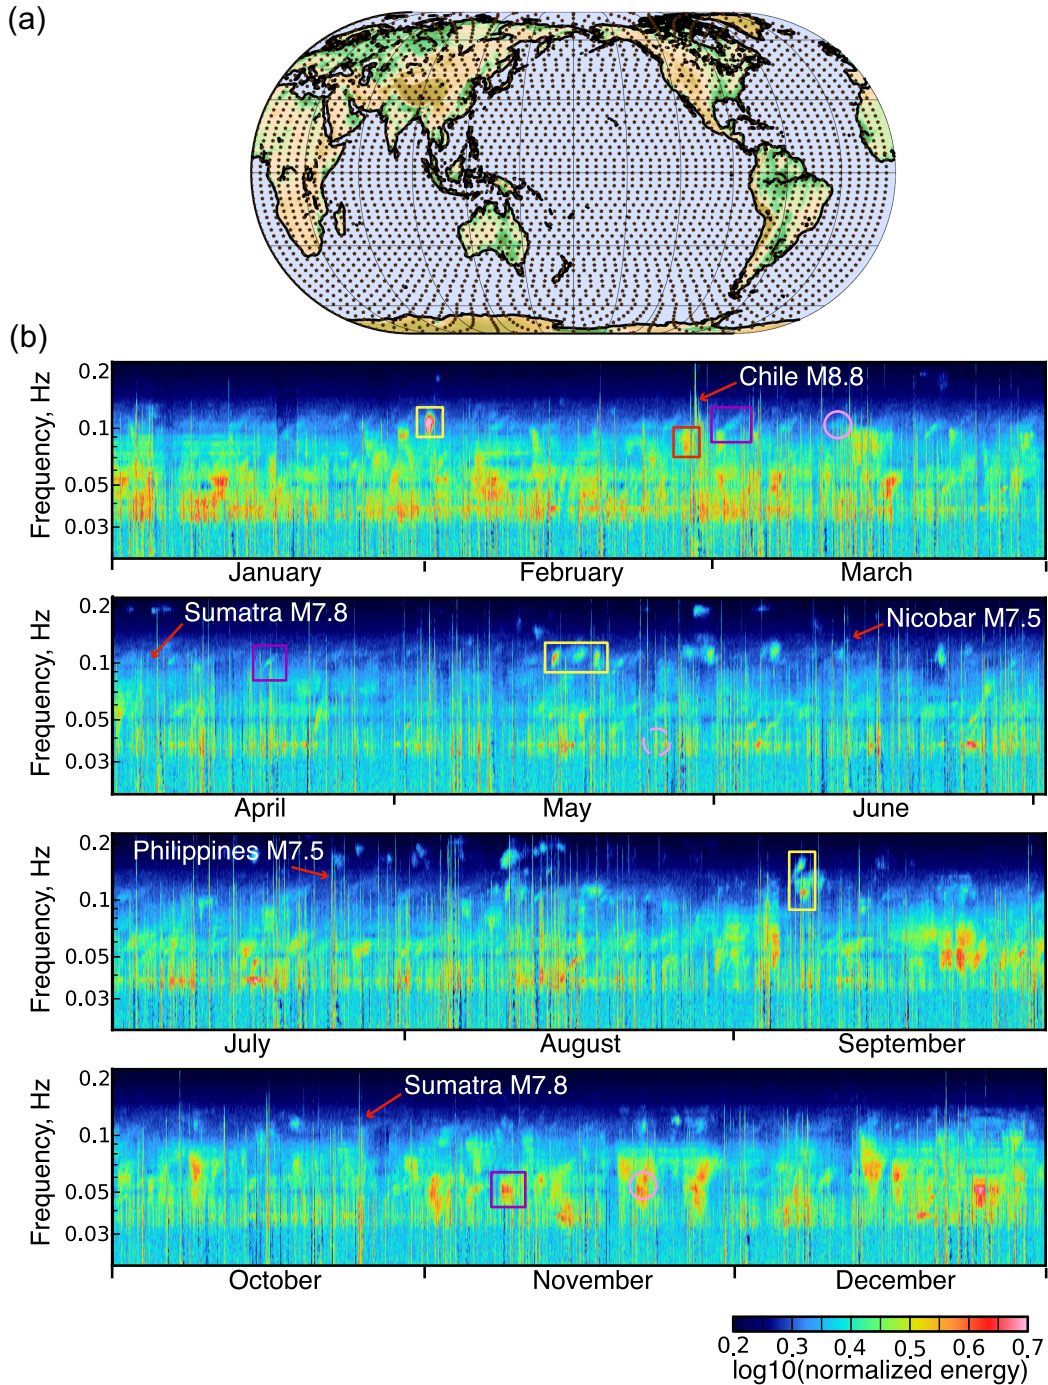 (a)
(b)
Frequency, Hz
0.2
0.1
0.05
0.03
Chile M8.8
January February March
Frequency, Hz
0.2
0.1
0.05
0.03
Sumatra M7.8
Nicobar M7.5
April May June
Frequency, Hz
0.2
0.1
0.05
0.03
Philippines M7.5
July August September
Frequency, Hz
0.2
0.1
0.05
0.03
Sumatra M7.8
October November December
0.2 0.3 0.4 0.5 0.6 0.7
log10(normalized energy)